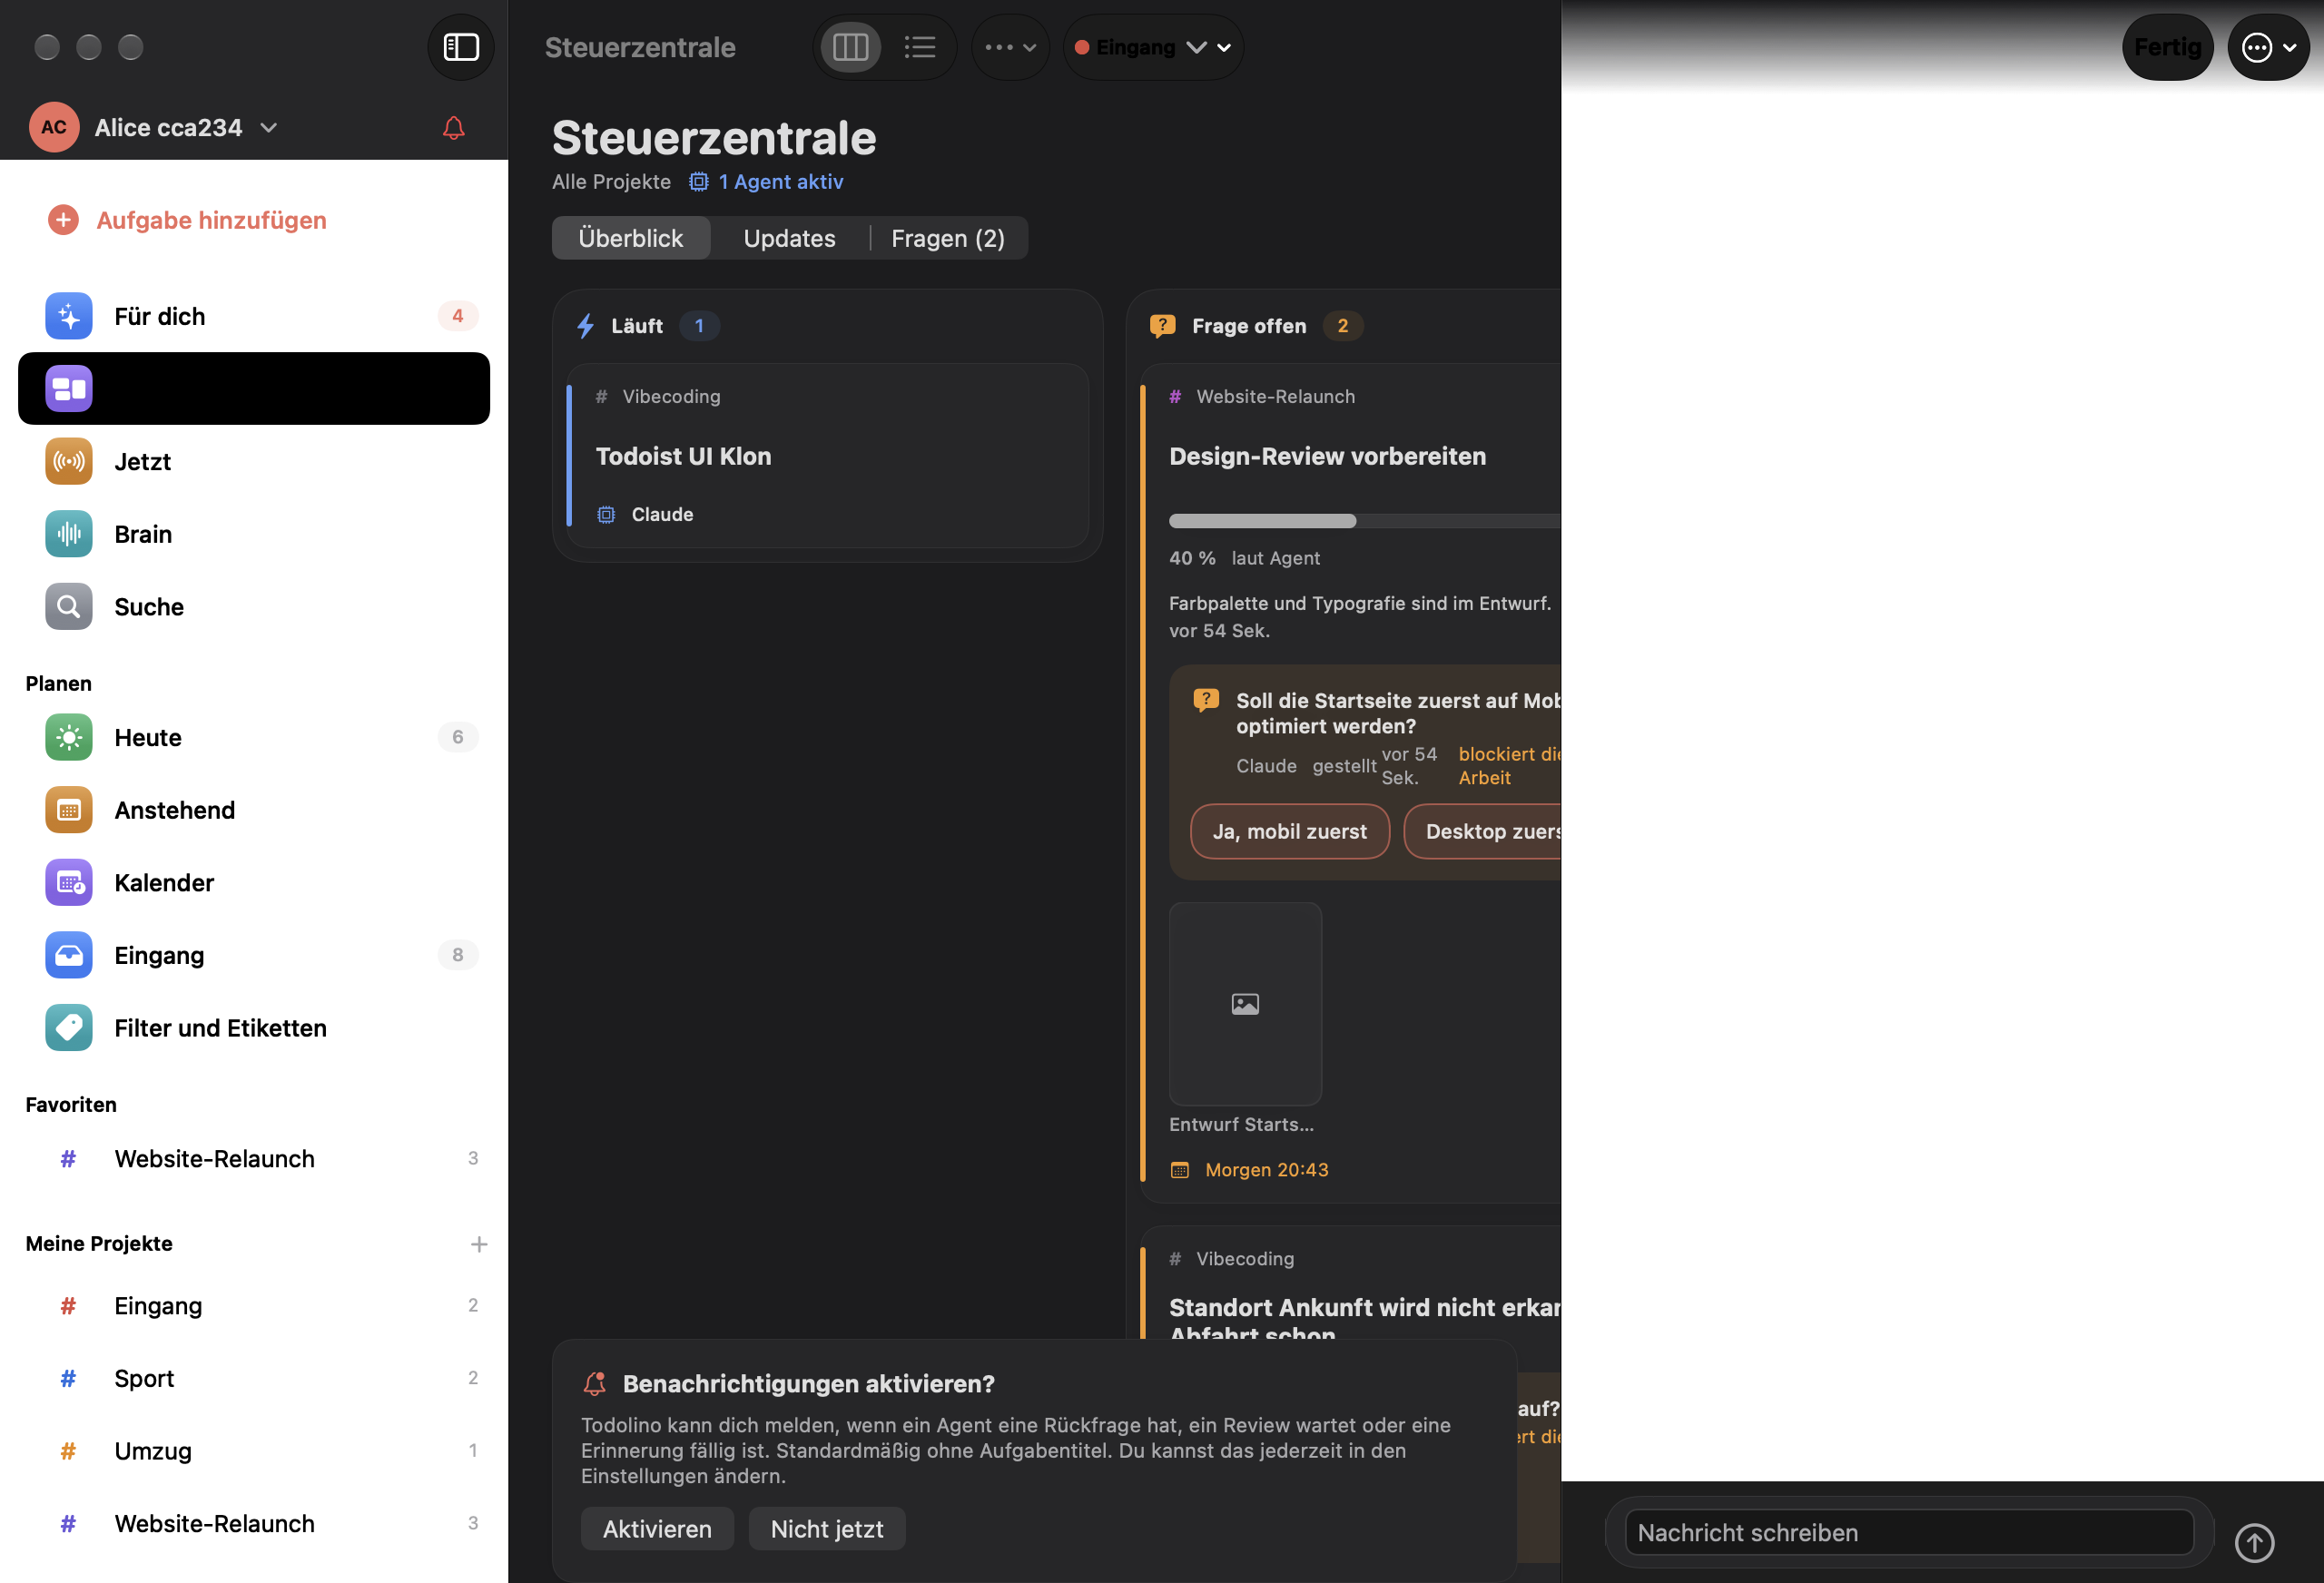 AC
Alice cca234
Aufgabe hinzufügen
Für dich
4
Jetzt
Brain
Suche
Planen
Heute
6
Anstehend
Kalender
Eingang
8
Filter und Etiketten
Favoriten
# Website-Relaunch
3
Meine Projekte
# Eingang
2
# Sport
2
# Umzug
1
# Website-Relaunch
3
Steuerzentrale
Eingang
Steuerzentrale
Alle Projekte
1 Agent aktiv
Überblick
Updates
Fragen (2)
Läuft
1
# Vibecoding
Todoist UI Klon
Claude
Frage offen
2
# Website-Relaunch
Design-Review vorbereiten
40 % laut Agent
Farbpalette und Typografie sind im Entwurf.
vor 54 Sek.
Soll die Startseite zuerst auf Mob
optimiert werden?
Claude gestellt
vor 54
Sek.
blockiert die
Arbeit
Ja, mobil zuerst
Desktop zuers
Entwurf Starts...
Morgen 20:43
# Vibecoding
Standort Ankunft wird nicht erkan
Abfahrt schon
auf?
ert die
Benachrichtigungen aktivieren?
Todolino kann dich melden, wenn ein Agent eine Rückfrage hat, ein Review wartet oder eine
Erinnerung fällig ist. Standardmäßig ohne Aufgabentitel. Du kannst das jederzeit in den
Einstellungen ändern.
Aktivieren
Nicht jetzt
Fertig
Nachricht schreiben